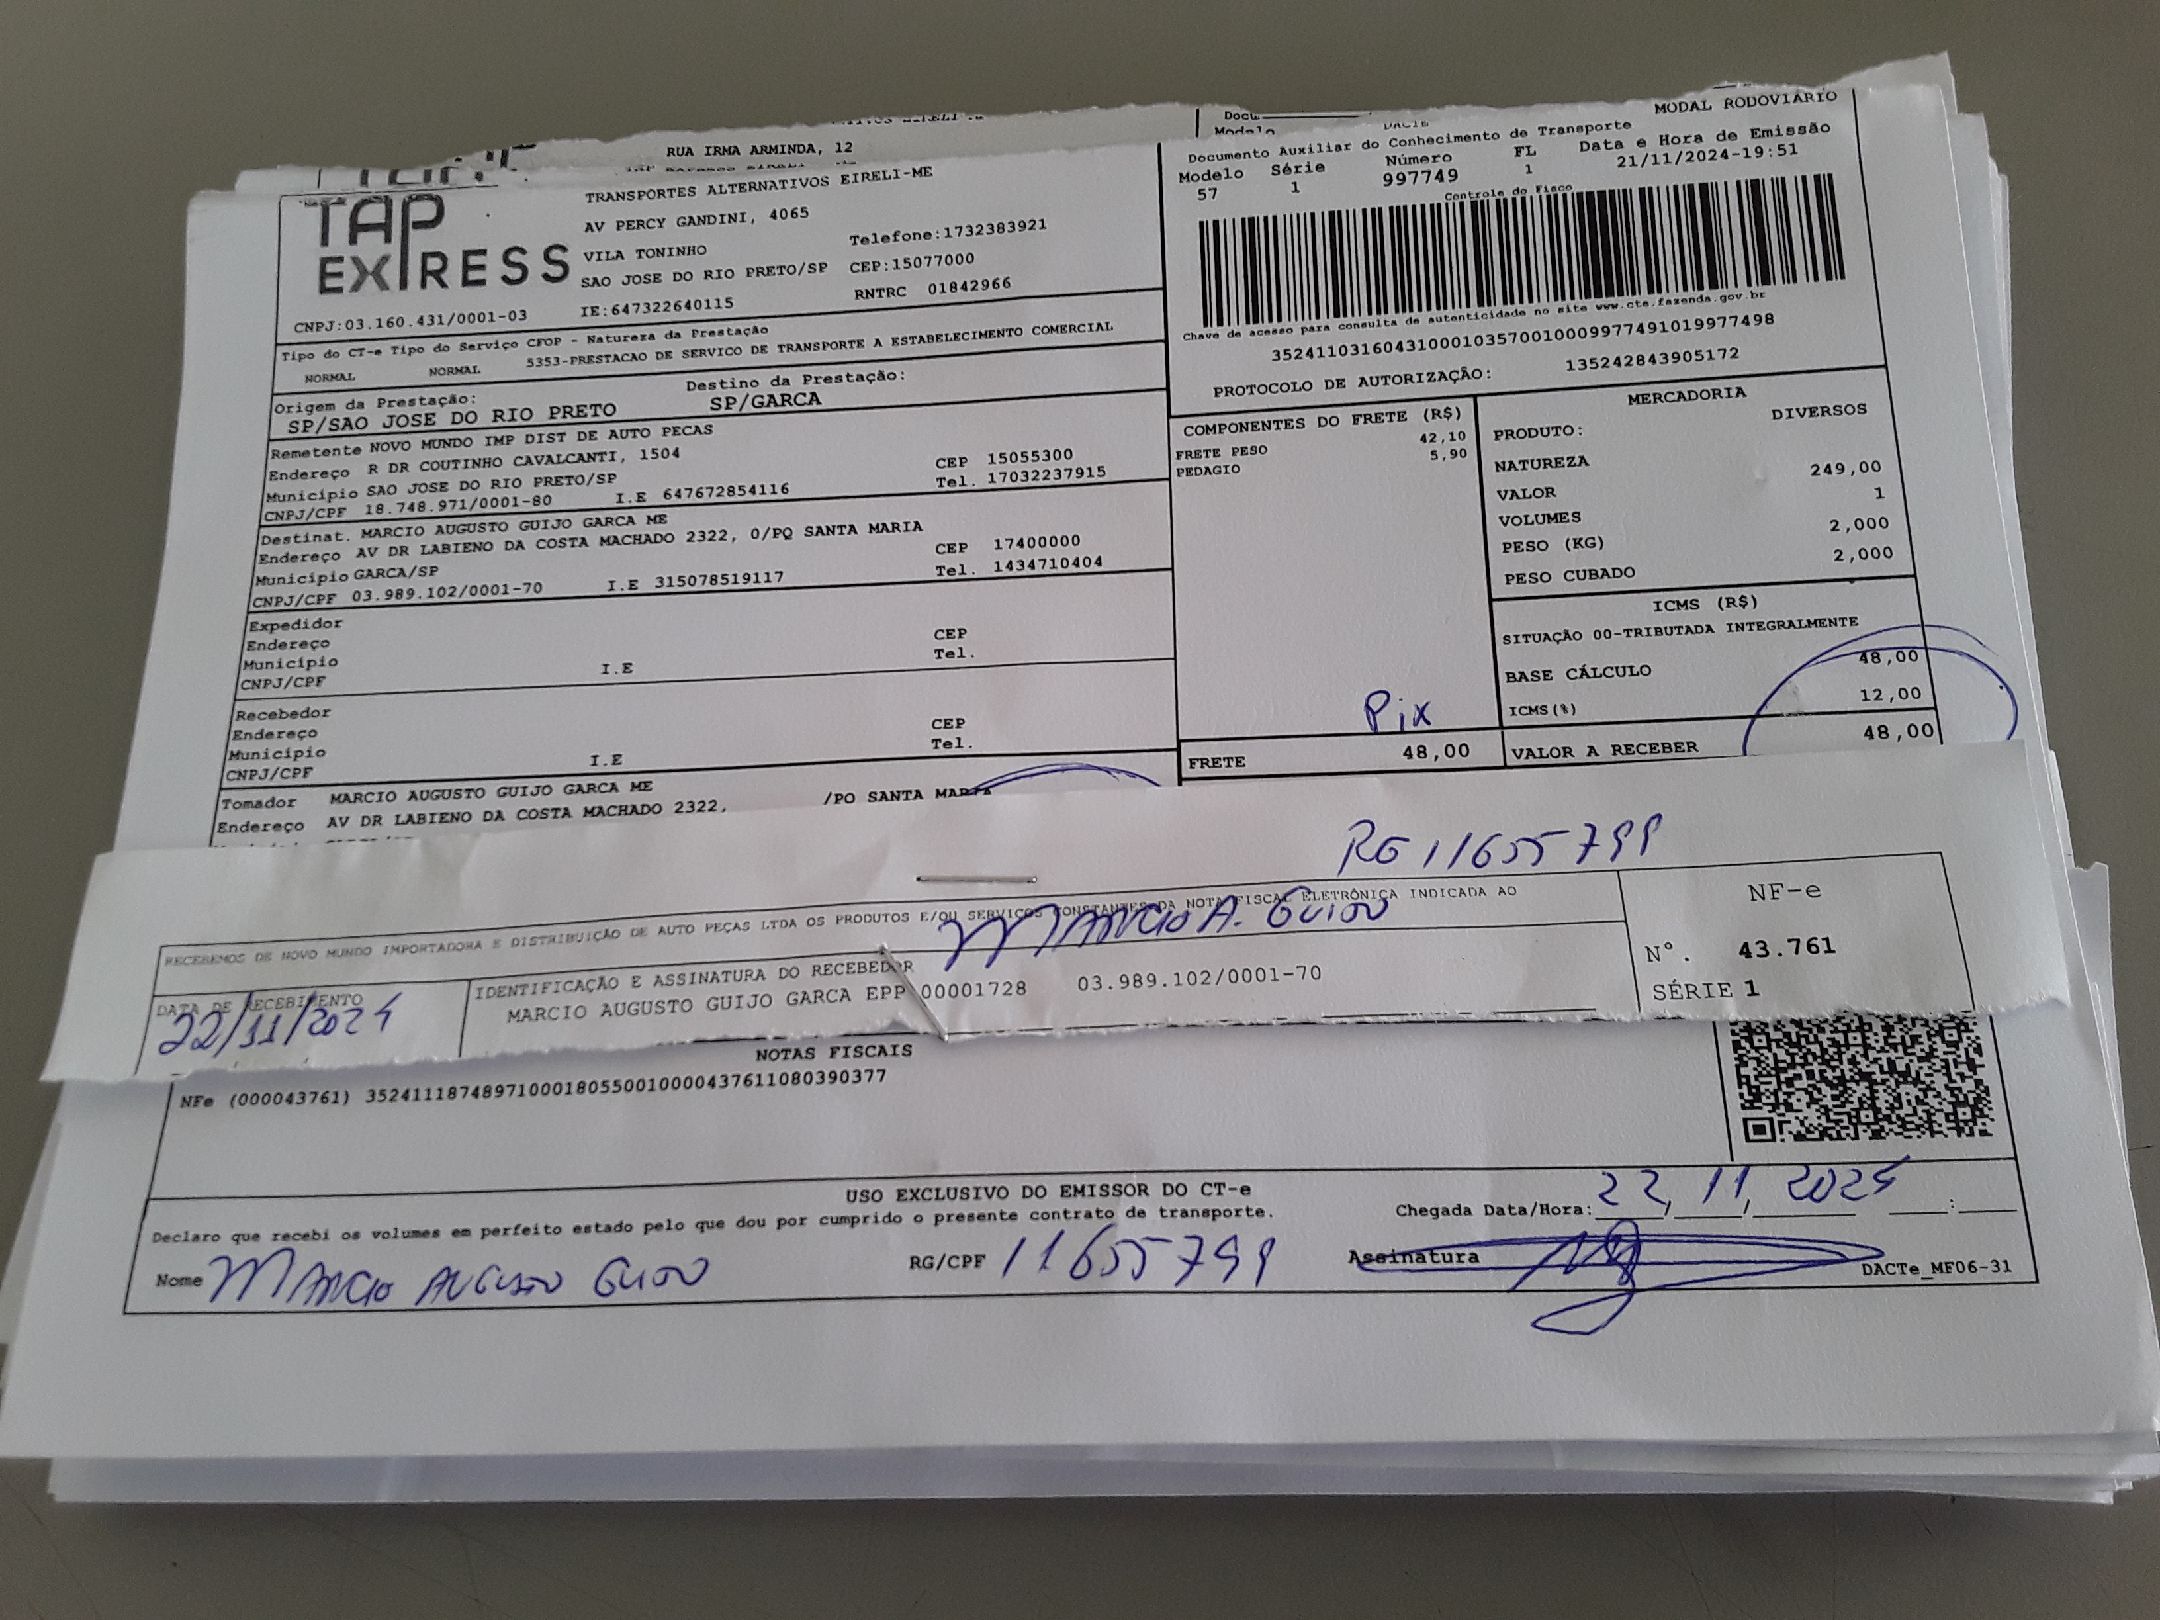 RUA IRMA ARMINDA, 12
MODAL RODOVIÁRIO
TAP EXPRESS
TRANSPORTES ALTERNATIVOS EIRELI-ME
AV PERCY GANDINI, 4065
VILA TONINHO Telefone:1732383921
SAO JOSE DO RIO PRETO/SP CEP:15077000
CNPJ:03.160.431/0001-03 IE:647322640115 RNTRC 01842966
Documento Auxiliar do Conhecimento de Transporte
Modelo Série Número FL Data e Hora de Emissão
57 1 997749 1 21/11/2024-19:51
Controle do Fisco
Chave de acesso para consulta de autenticidade no site www.cte.fazenda.gov.br
35241103160431000103570010009977491019977498
PROTOCOLO DE AUTORIZAÇÃO: 135242843905172
Tipo do CT-e Tipo do Serviço CFOP - Natureza da Prestação
NORMAL NORMAL 5353-PRESTACAO DE SERVICO DE TRANSPORTE A ESTABELECIMENTO COMERCIAL
Origem da Prestação: Destino da Prestação:
SP/SAO JOSE DO RIO PRETO SP/GARCA
Remetente NOVO MUNDO IMP DIST DE AUTO PECAS
Endereço R DR COUTINHO CAVALCANTI, 1504 CEP 15055300
Município SAO JOSE DO RIO PRETO/SP Tel. 17032237915
CNPJ/CPF 18.748.971/0001-80 I.E 647672854116
Destinat. MARCIO AUGUSTO GUIJO GARCA ME
Endereço AV DR LABIENO DA COSTA MACHADO 2322, 0/PQ SANTA MARIA
CEP 17400000
Município GARCA/SP Tel. 1434710404
CNPJ/CPF 03.989.102/0001-70 I.E 315078519117
Expedidor
Endereço CEP
Município Tel.
CNPJ/CPF I.E
Recebedor
Endereço CEP
Município Tel.
CNPJ/CPF I.E
Tomador MARCIO AUGUSTO GUIJO GARCA ME
Endereço AV DR LABIENO DA COSTA MACHADO 2322, /PQ SANTA MARIA
COMPONENTES DO FRETE (R$)
FRETE PESO 42,10
PEDAGIO 5,90
Pix
FRETE 48,00
MERCADORIA
PRODUTO: DIVERSOS
NATUREZA
VALOR 249,00
VOLUMES 1
PESO (KG) 2,000
PESO CUBADO 2,000
ICMS (R$)
SITUAÇÃO 00-TRIBUTADA INTEGRALMENTE
BASE CÁLCULO 48,00
ICMS(%) 12,00
VALOR A RECEBER 48,00
RG 11655799
RECEBEMOS DE NOVO MUNDO IMPORTADORA E DISTRIBUIÇÃO DE AUTO PEÇAS LTDA OS PRODUTOS E/OU SERVIÇOS CONSTANTES DA NOTA FISCAL ELETRÔNICA INDICADA AO
MARCIO A. GUIJO
DATA DE RECEBIMENTO
22/11/2024
IDENTIFICAÇÃO E ASSINATURA DO RECEBEDOR
MARCIO AUGUSTO GUIJO GARCA EPP 00001728 03.989.102/0001-70
NF-e
Nº. 43.761
SÉRIE 1
NOTAS FISCAIS
NFe (000043761) 35241118748971000180550010000437611080390377
USO EXCLUSIVO DO EMISSOR DO CT-e
Declaro que recebi os volumes em perfeito estado pelo que dou por cumprido o presente contrato de transporte.
Chegada Data/Hora: 22, 11, 2024 :
Nome MARCIO AUGUSTO GUIJO RG/CPF 11655799 Assinatura
DACTe_MF06-31